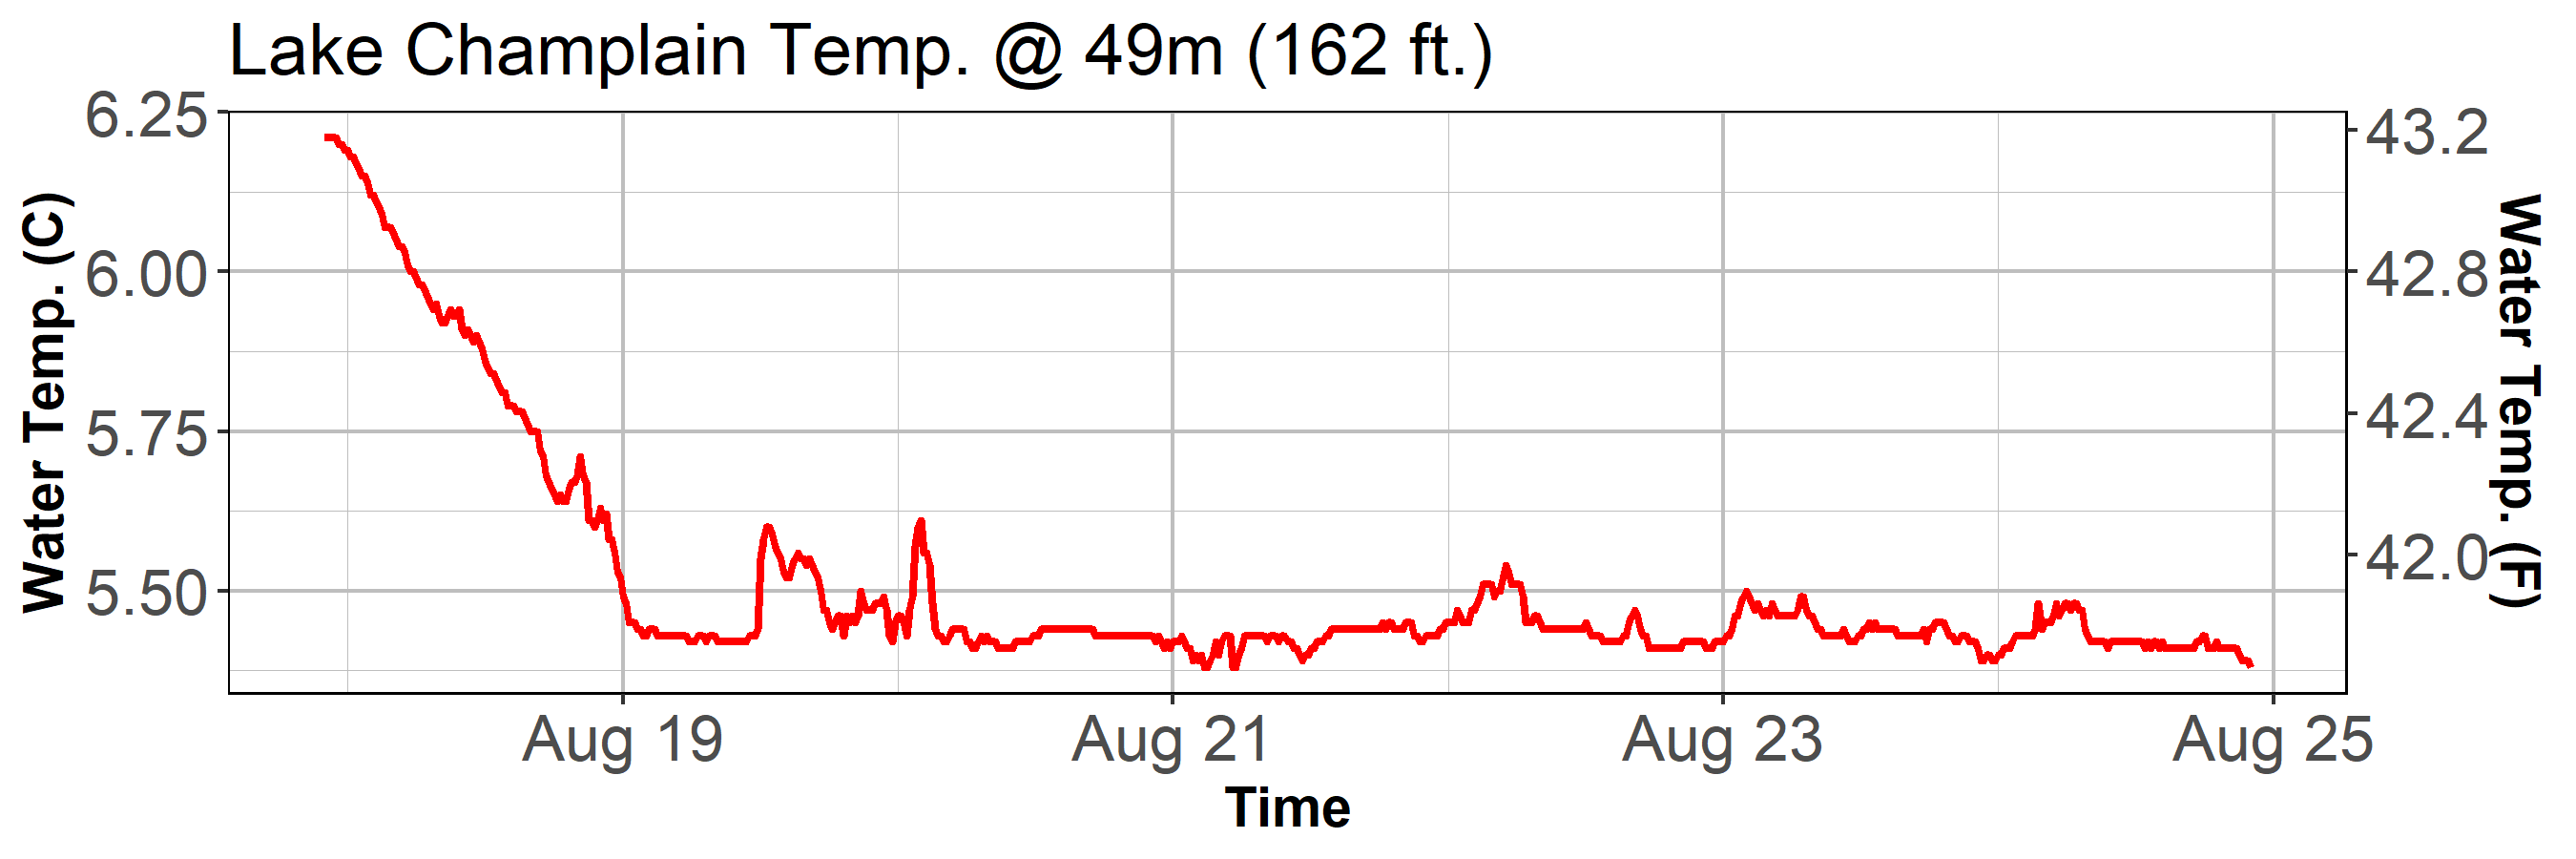 Lake Champlain Temp. @ 49m (162 ft.)
6.25
6.00
5.75
5.50
Water Temp. (C)
43.2
42.8
42.4
42.0
Water Temp. (F)
Aug 19
Aug 21
Aug 23
Aug 25
Time